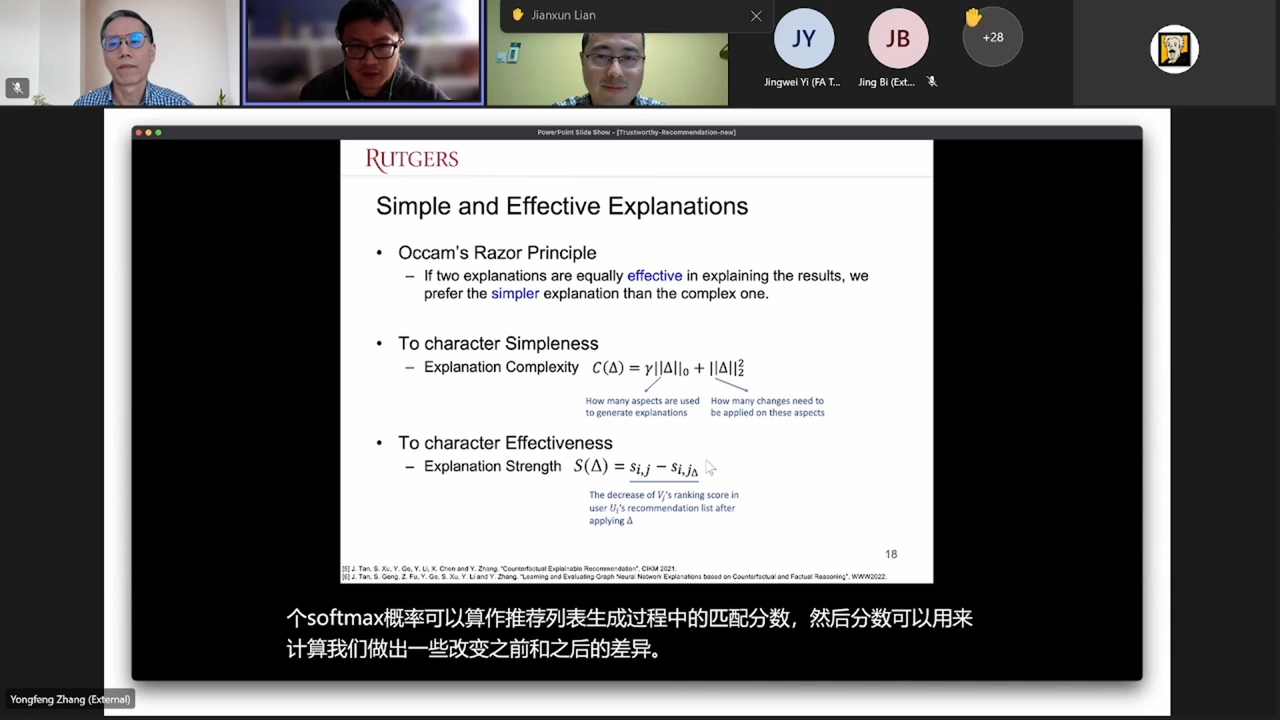 Jianxun Lian
JY
JB
+28
Jingwei Yi (FA T...
Jing Bi (Ext...
PowerPoint Slide Show - [Trustworthy-Recommendation-new]
RUTGERS
Simple and Effective Explanations
• Occam's Razor Principle
– If two explanations are equally effective in explaining the results, we
prefer the simpler explanation than the complex one.
• To character Simpleness
– Explanation Complexity C(Δ) = γ||Δ||₀ + ||Δ||₂²
How many aspects are used
to generate explanations
How many changes need to
be applied on these aspects
• To character Effectiveness
– Explanation Strength S(Δ) = s_{i,j} − s_{i,j_Δ}
The decrease of V_j's ranking score in
user U_i's recommendation list after
applying Δ
18
[5] J. Tan, S. Xu, Y. Ge, Y. Li, X. Chen and Y. Zhang. "Counterfactual Explainable Recommendation", CIKM 2021.
[6] J. Tan, S. Geng, Z. Fu, Y. Ge, S. Xu, Y. Li and Y. Zhang. "Learning and Evaluating Graph Neural Network Explanations based on Counterfactual and Factual Reasoning", WWW2022.
个softmax概率可以算作推荐列表生成过程中的匹配分数，然后分数可以用来
计算我们做出一些改变之前和之后的差异。
Yongfeng Zhang (External)